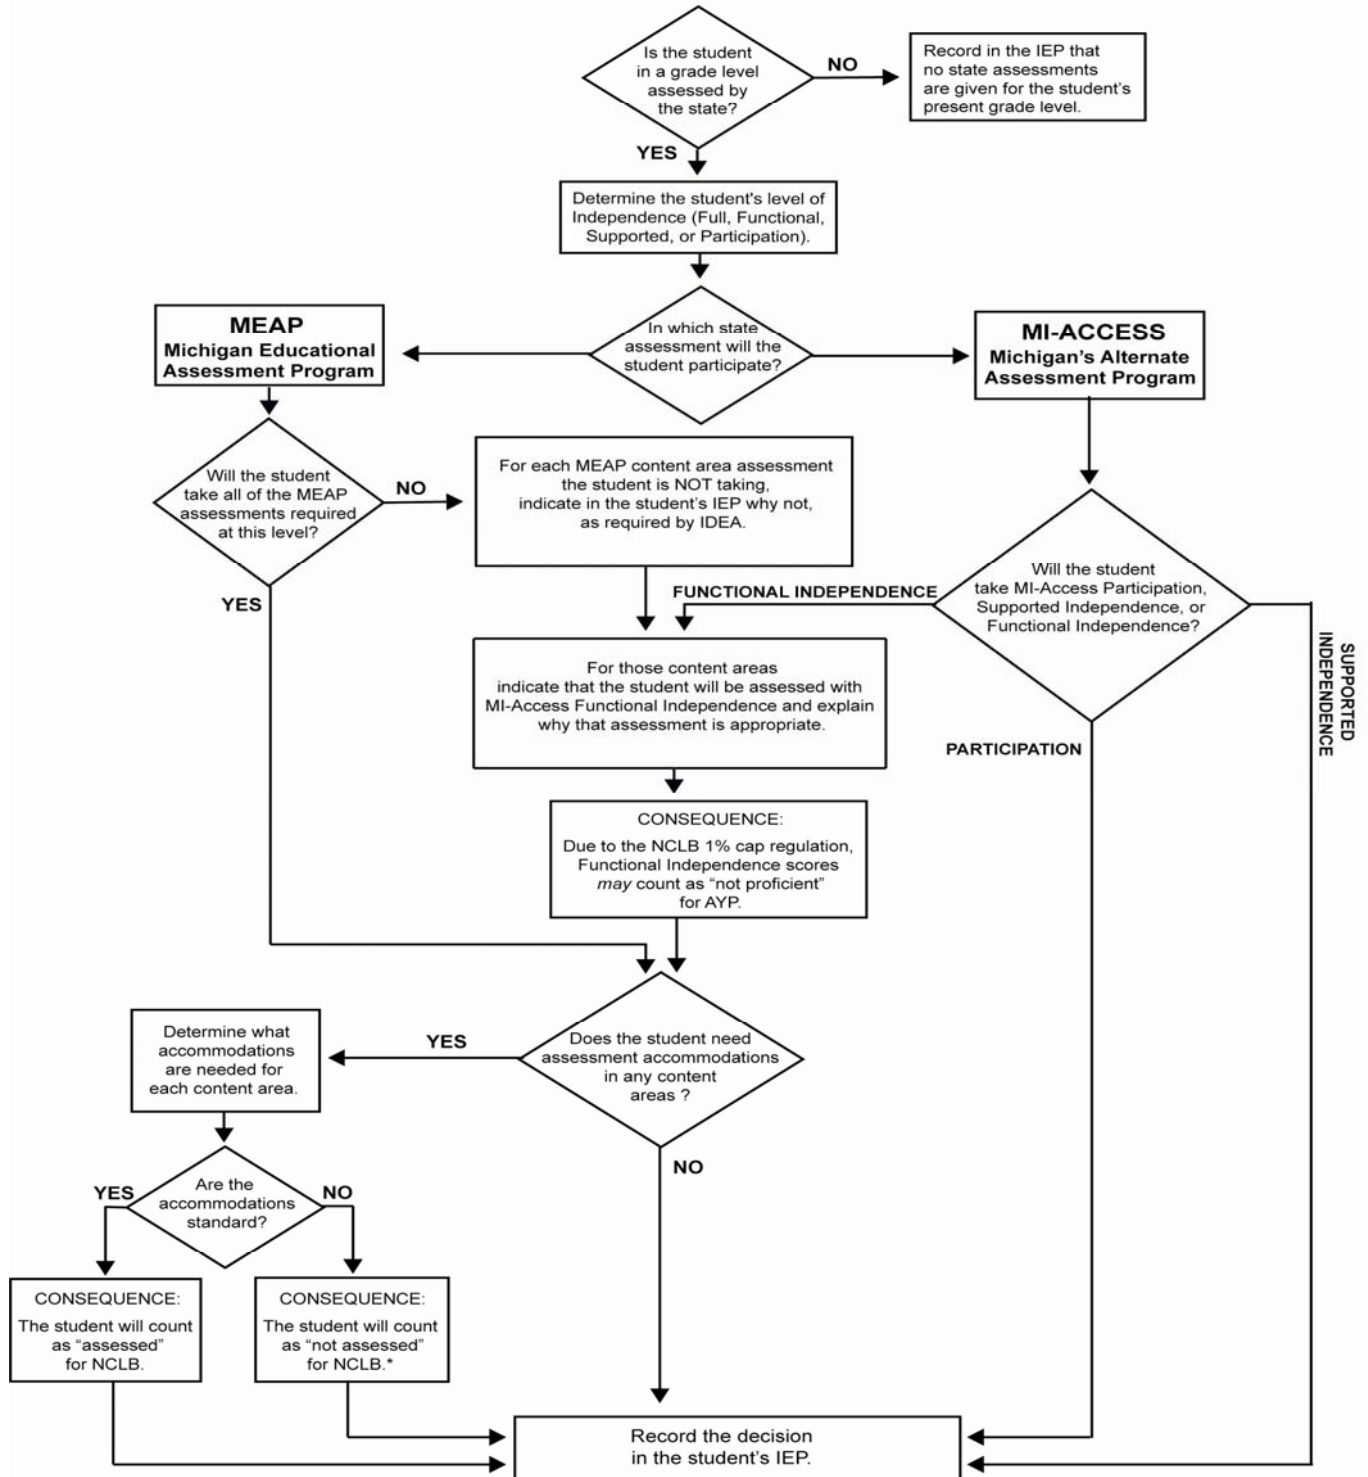 Is the student
in a grade level
assessed by
the state?
NO
Record in the IEP that
no state assessments
are given for the student's
present grade level.
YES
Determine the student's level of
Independence (Full, Functional,
Supported, or Participation).
In which state
assessment will the
student participate?
MEAP
Michigan Educational
Assessment Program
MI-ACCESS
Michigan’s Alternate
Assessment Program
Will the student
take all of the MEAP
assessments required
at this level?
NO
For each MEAP content area assessment
the student is NOT taking,
indicate in the student’s IEP why not,
as required by IDEA.
YES
FUNCTIONAL INDEPENDENCE
Will the student
take MI-Access Participation,
Supported Independence, or
Functional Independence?
SUPPORTED
INDEPENDENCE
PARTICIPATION
For those content areas
indicate that the student will be assessed with
MI-Access Functional Independence and explain
why that assessment is appropriate.
CONSEQUENCE:
Due to the NCLB 1% cap regulation,
Functional Independence scores
may count as “not proficient”
for AYP.
Does the student need
assessment accommodations
in any content
areas ?
YES
Determine what
accommodations
are needed for
each content area.
NO
Are the
accommodations
standard?
YES
NO
CONSEQUENCE:
The student will count
as “assessed”
for NCLB.
CONSEQUENCE:
The student will count
as “not assessed”
for NCLB.*
Record the decision
in the student’s IEP.